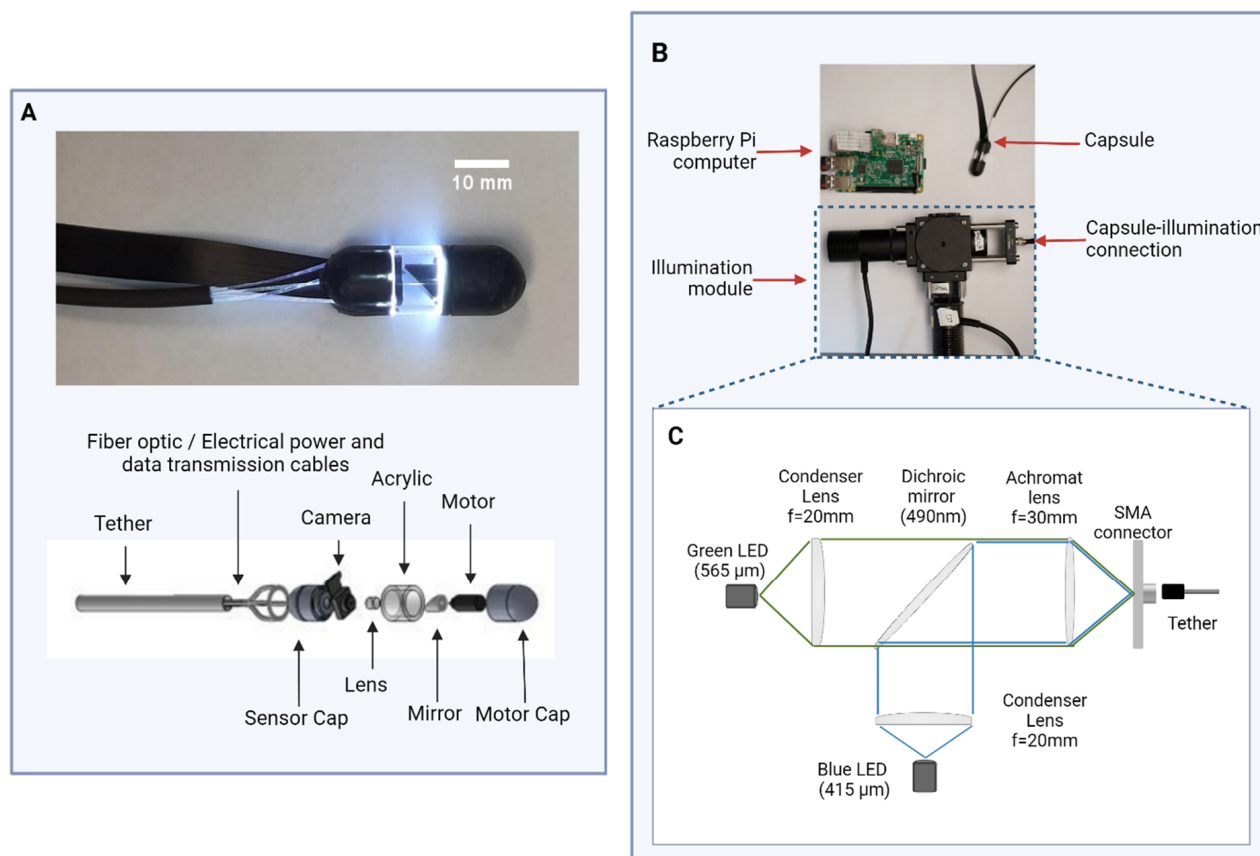 A
10 mm
Fiber optic / Electrical power and
data transmission cables
Acrylic
Motor
Camera
Tether
Lens
Sensor Cap
Mirror
Motor Cap
B
Raspberry Pi
computer
Capsule
Capsule-illumination
connection
Illumination
module
C
Condenser
Lens
f=20mm
Dichroic
mirror
(490nm)
Achromat
lens
f=30mm
SMA
connector
Green LED
(565 µm)
Tether
Condenser
Lens
f=20mm
Blue LED
(415 µm)